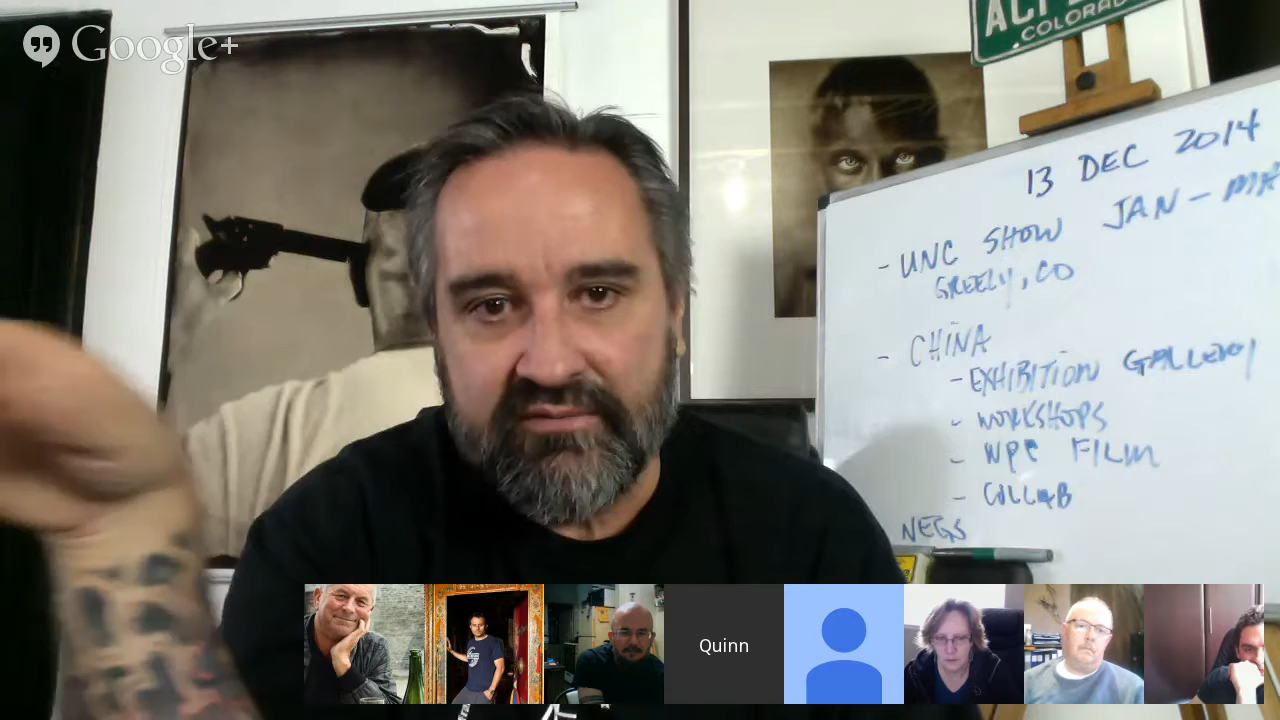 Google+
COLORADO
13 DEC 2014
- UNC SHOW JAN - MA
GREELY, CO
- CHINA
- EXHIBITION GALLERY
- WORKSHOPS
- WPC FILM
- COLLAB
NEGS
Quinn